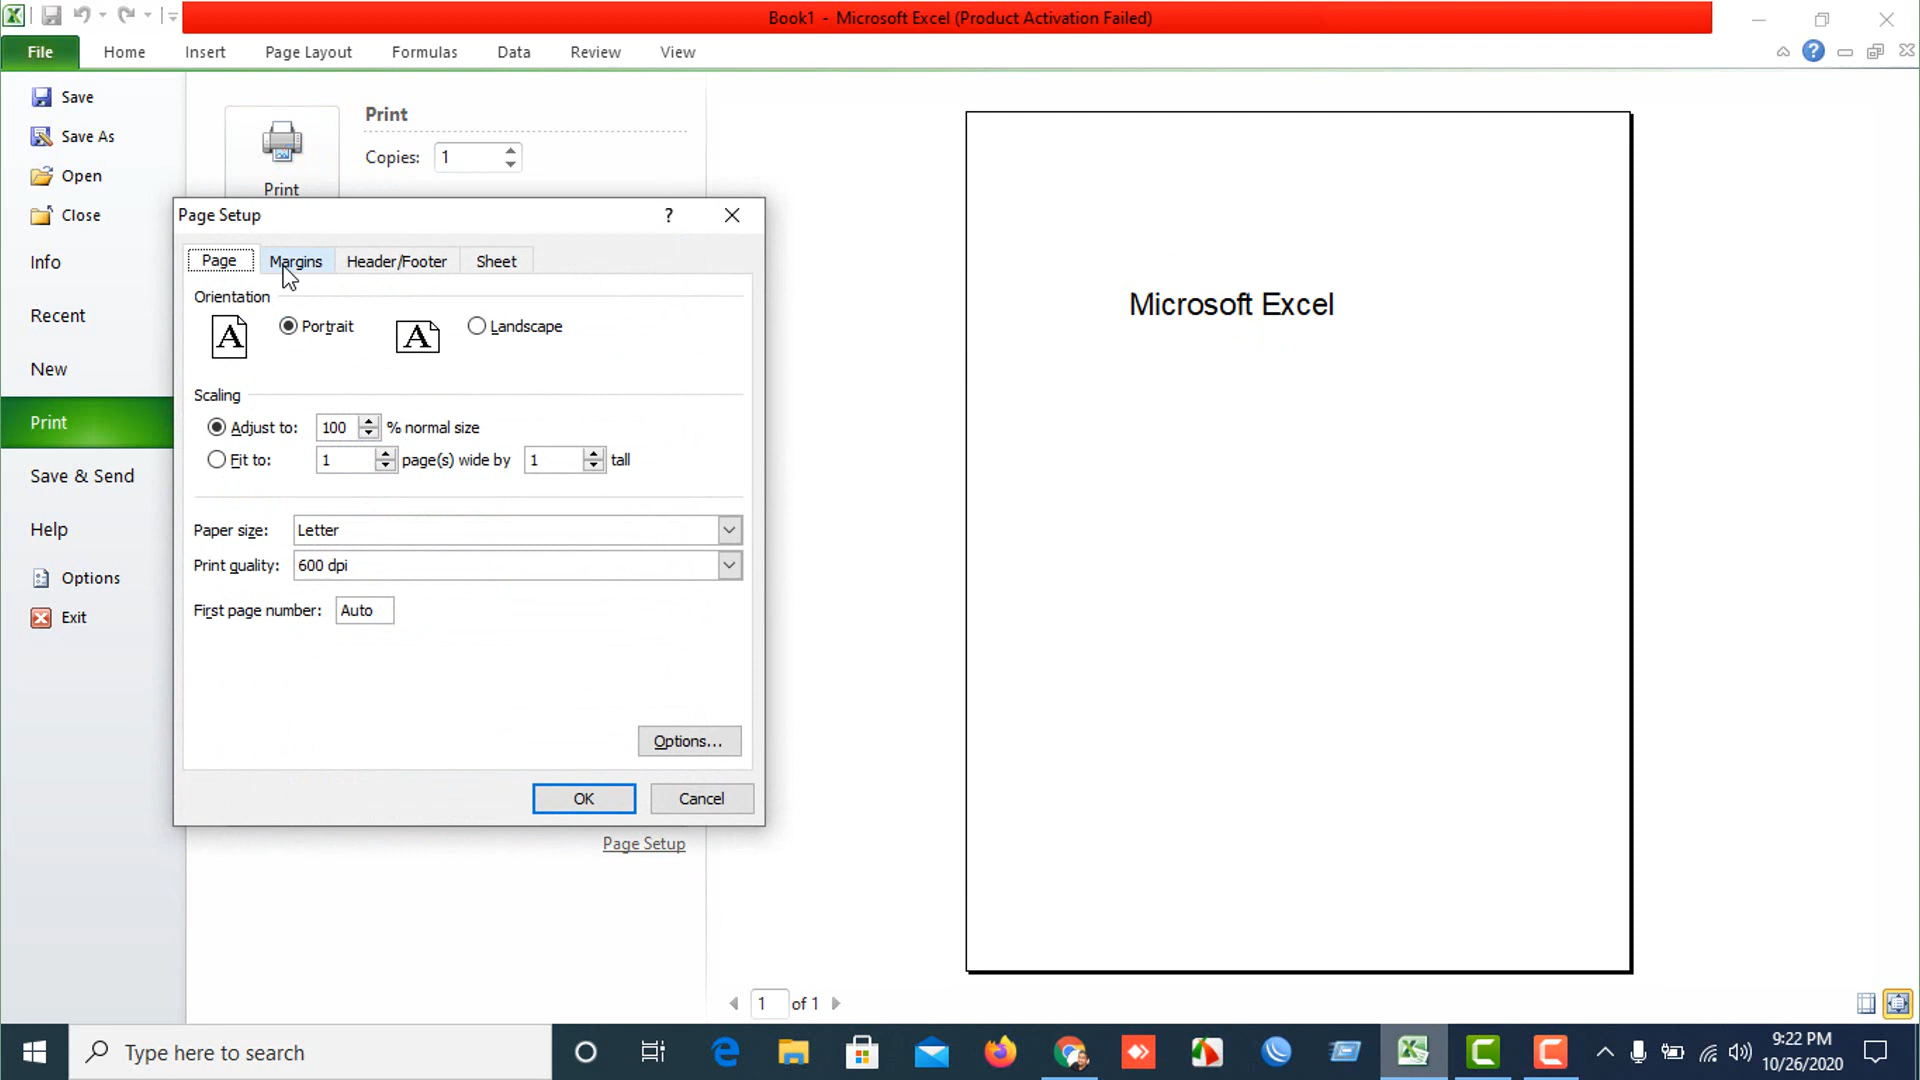 Book1 - Microsoft Excel (Product Activation Failed)
File Home Insert Page Layout Formulas Data Review View
?
Save
Save As
Open
Close
Info
Recent
New
Print
Save & Send
Help
Options
Exit
Print
Print
Copies: 1
Page Setup
?
Page Margins Header/Footer Sheet
Orientation
A Portrait A Landscape
Scaling
Adjust to: 100 % normal size
Fit to: 1 page(s) wide by 1 tall
Paper size: Letter
Print quality: 600 dpi
First page number: Auto
Options...
OK Cancel
Page Setup
Microsoft Excel
1 of 1
Type here to search
9:22 PM
10/26/2020